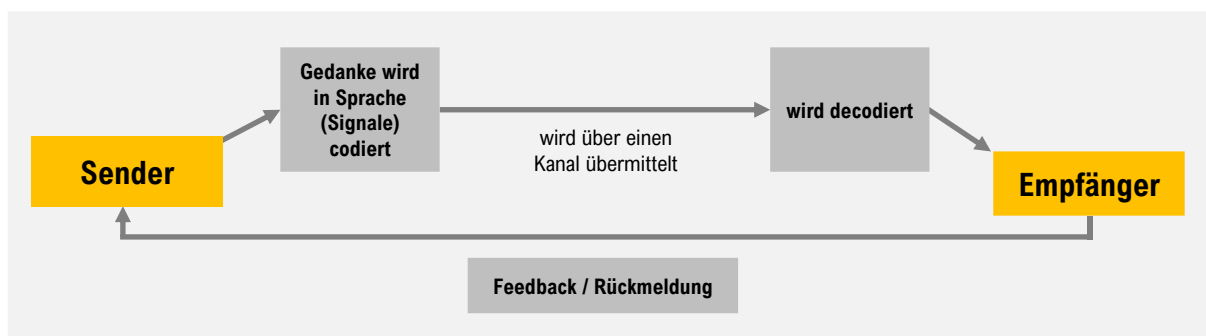 Sender
Gedanke wird
in Sprache
(Signale)
codiert
wird über einen
Kanal übermittelt
wird decodiert
Empfänger
Feedback / Rückmeldung